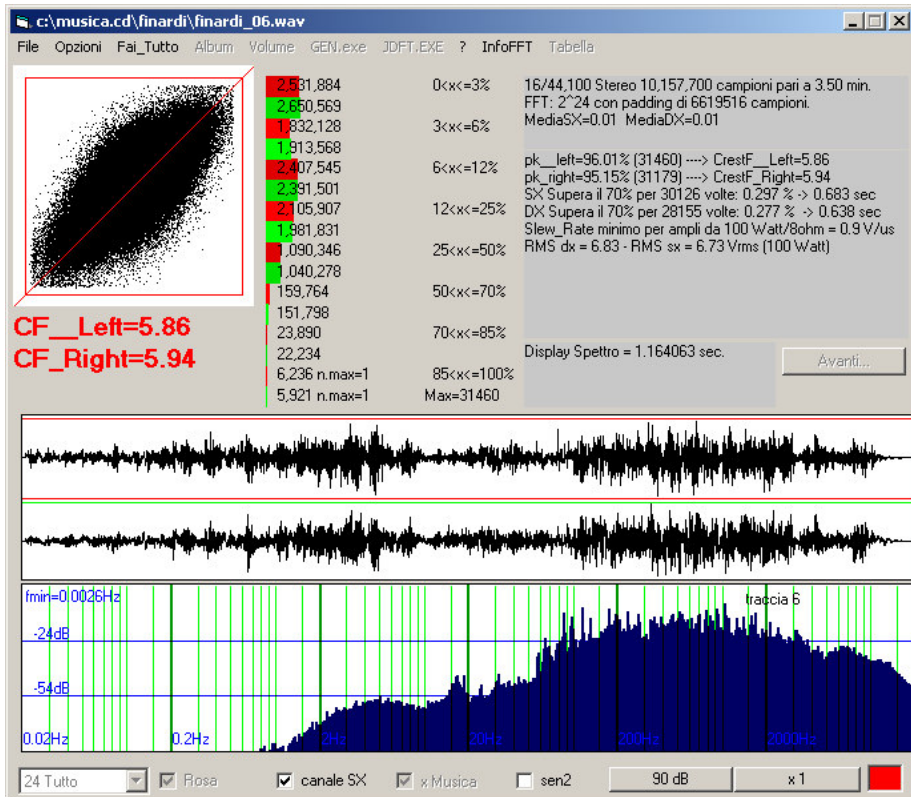 c:\musica.cd\finardi\finardi_06.wav
File Opzioni Fai_Tutto Album Volume GEN.exe JDFT.EXE ? InfoFFT Tabella
2,531,884 0<x<=3%
2,650,569
1,832,128 3<x<=6%
1,913,568
2,407,545 6<x<=12%
2,391,501
2,105,907 12<x<=25%
1,981,831
1,090,346 25<x<=50%
1,040,278
159,764 50<x<=70%
151,798
23,890 70<x<=85%
22,234
6,236 n.max=1 85<x<=100%
5,921 n.max=1 Max=31460
CF__Left=5.86
CF_Right=5.94
16/44,100 Stereo 10,157,700 campioni pari a 3.50 min.
FFT: 2^24 con padding di 6619516 campioni.
MediaSX=0.01 MediaDX=0.01
pk__left=96.01% (31460) ----> CrestF__Left=5.86
pk_right=95.15% (31179) ----> CrestF_Right=5.94
SX Supera il 70% per 30126 volte: 0.297 % -> 0.683 sec
DX Supera il 70% per 28155 volte: 0.277 % -> 0.638 sec
Slew_Rate minimo per ampli da 100 Watt/8ohm = 0.9 V/us
RMS dx = 6.83 - RMS sx = 6.73 Vrms (100 Watt)
Display Spettro = 1.164063 sec.
Avanti...
fmin=0.0026Hz
traccia 6
-24dB
-54dB
0.02Hz 0.2Hz 2Hz 20Hz 200Hz 2000Hz
24 Tutto Rosa canale SX x Musica sen2 90 dB x 1